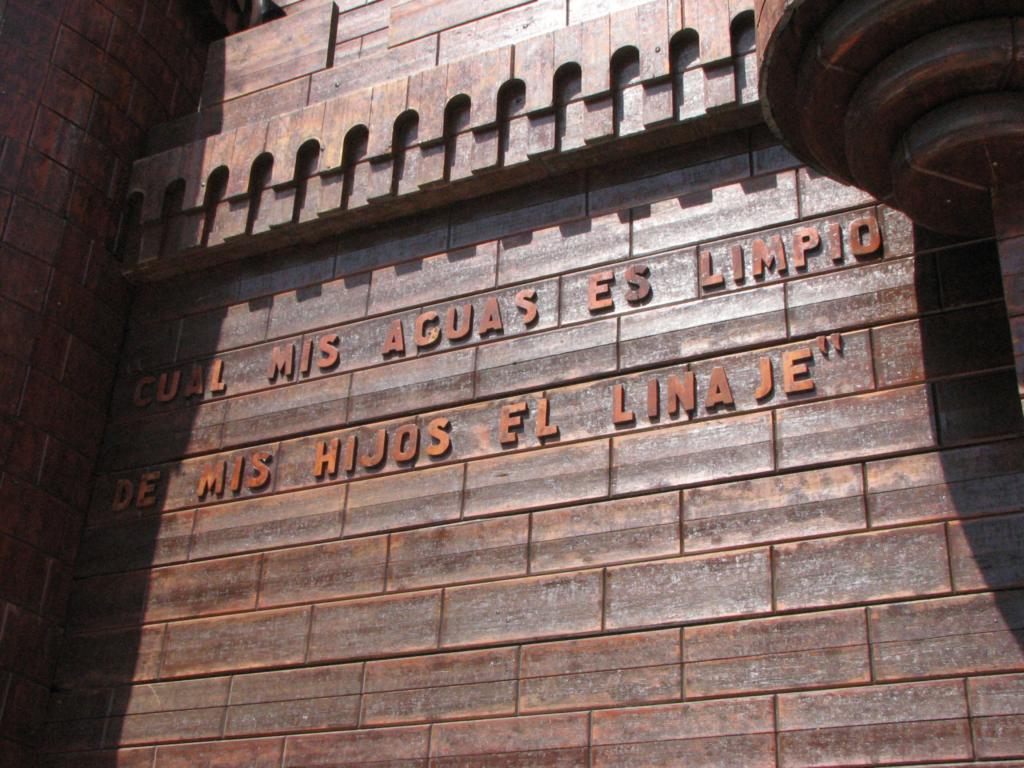 CUAL MIS AGUAS ES LIMPIO
DE MIS HIJOS EL LINAJE"